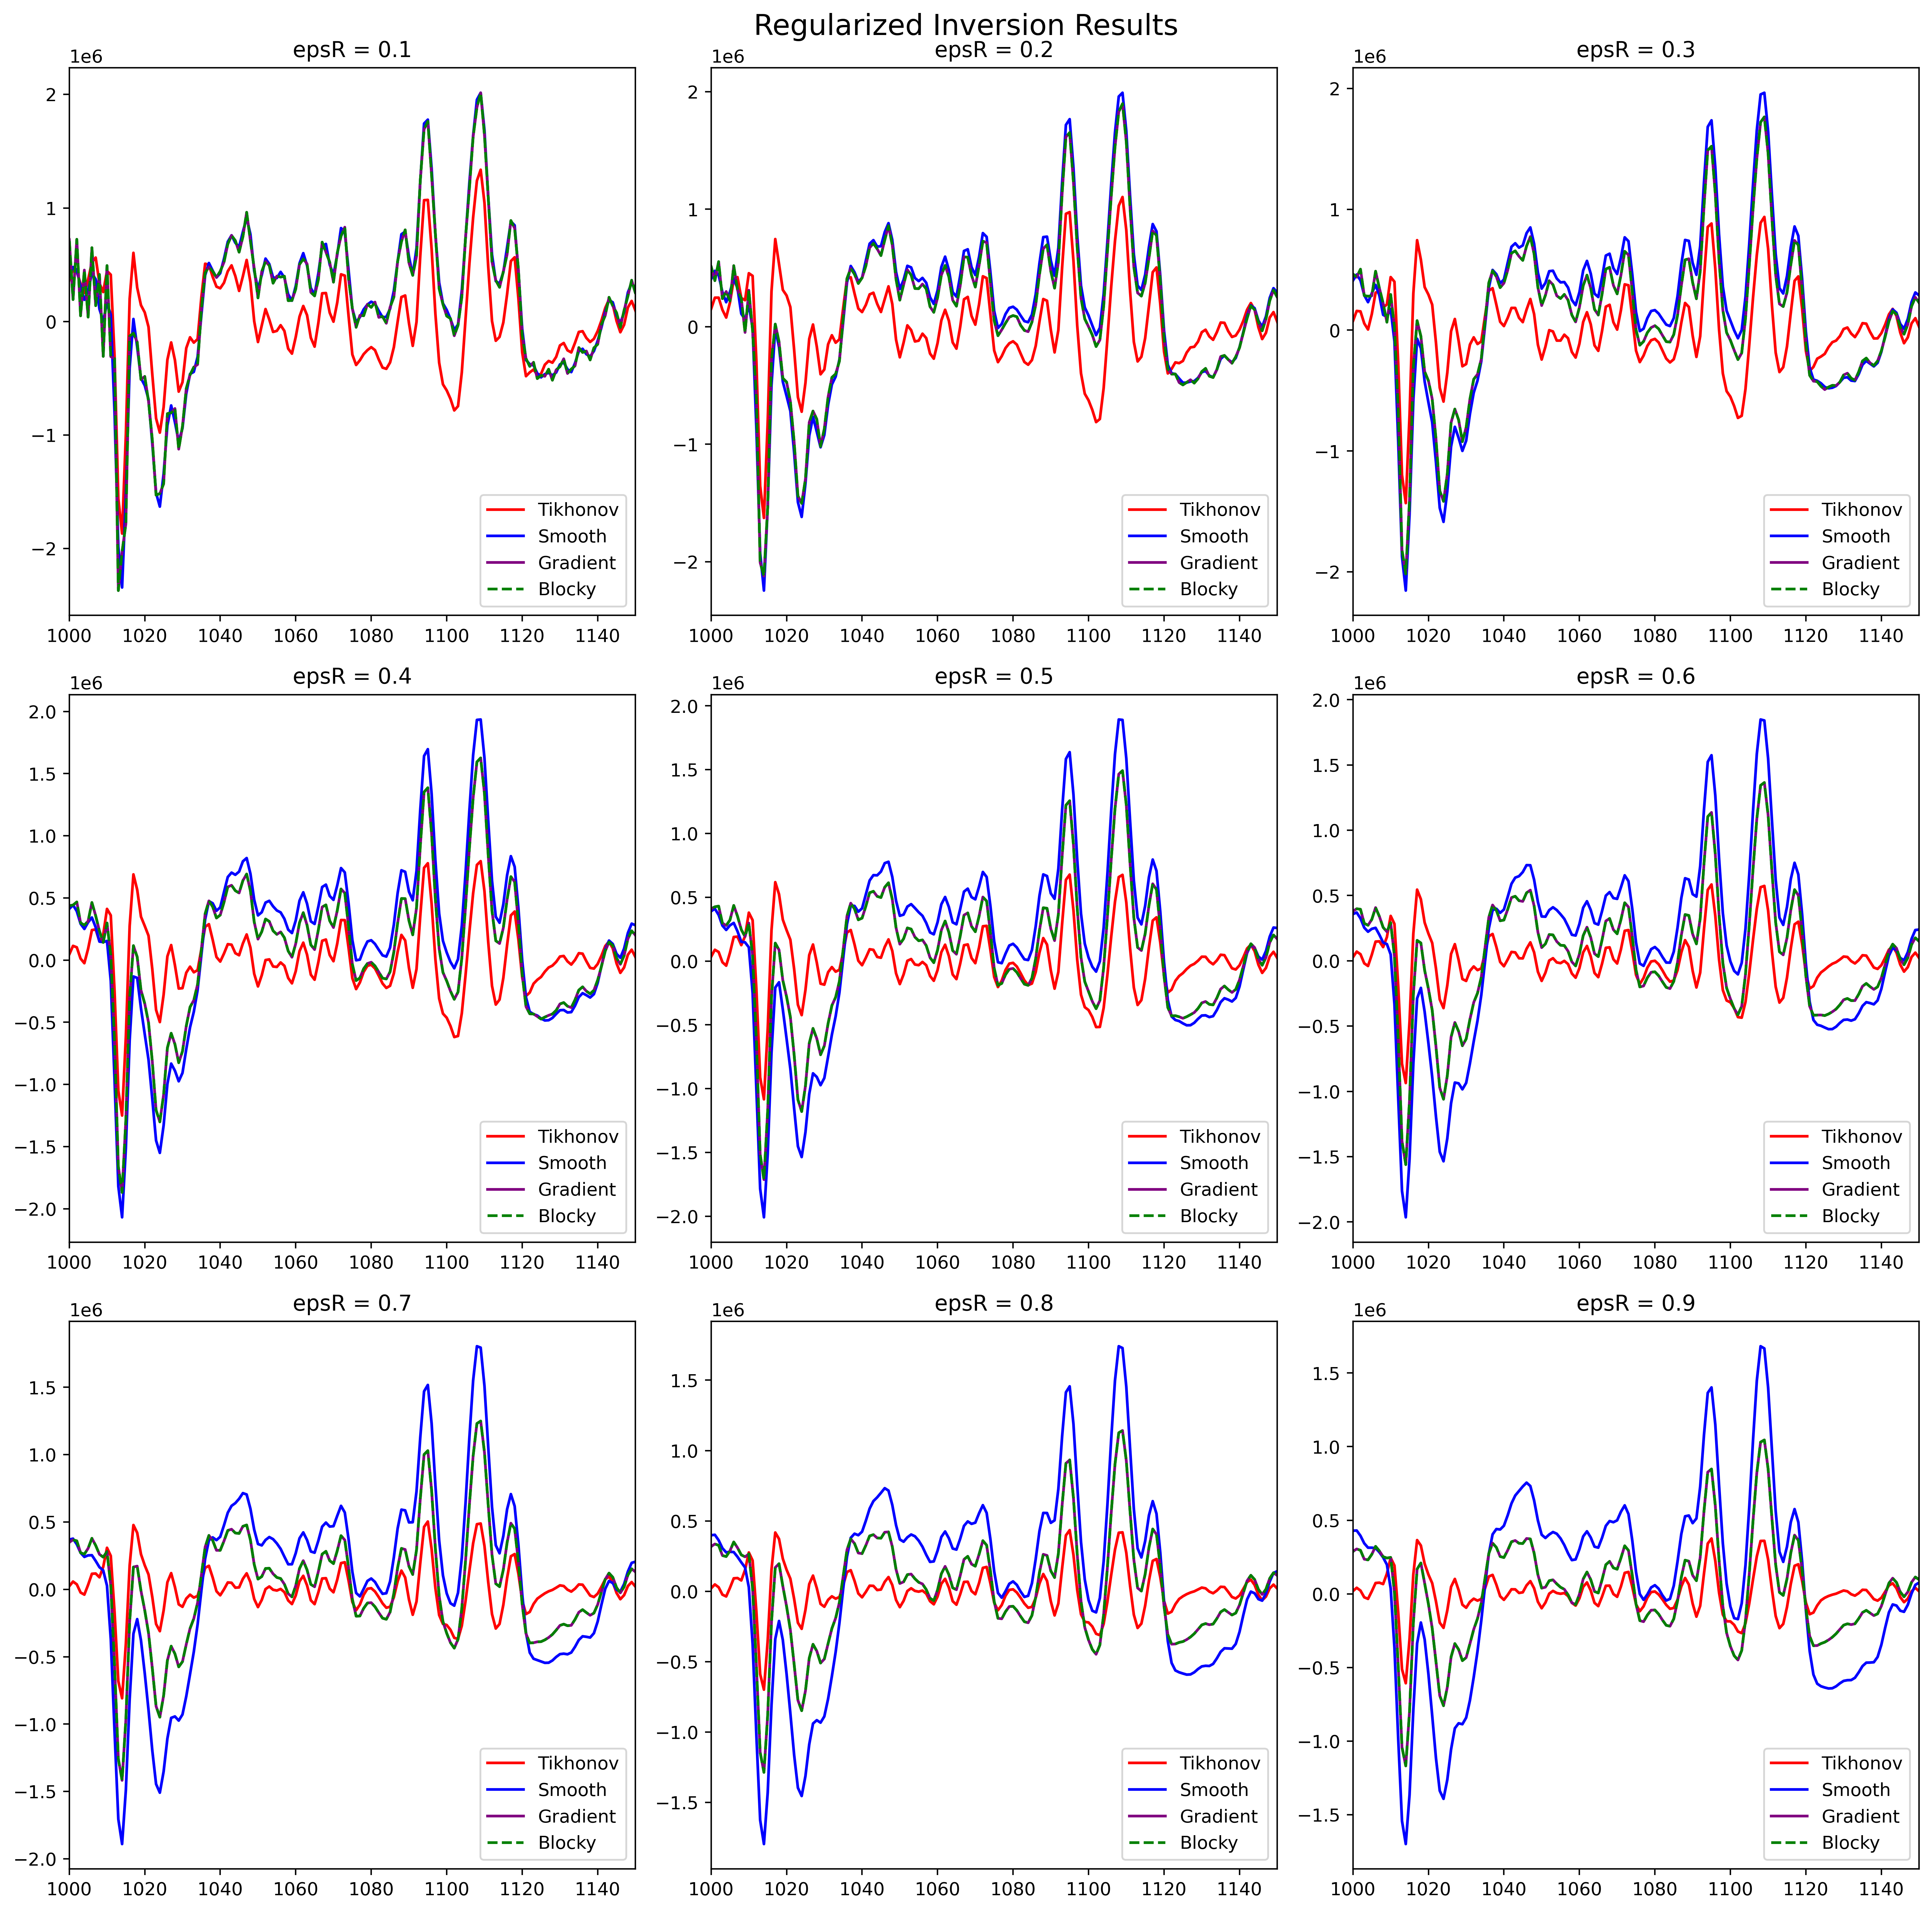 Regularized Inversion Results
epsR = 0.1
1e6
2
1
0
−1
−2
1000 1020 1040 1060 1080 1100 1120 1140
Tikhonov
Smooth
Gradient
Blocky
epsR = 0.2
1e6
2
1
0
−1
−2
1000 1020 1040 1060 1080 1100 1120 1140
Tikhonov
Smooth
Gradient
Blocky
epsR = 0.3
1e6
2
1
0
−1
−2
1000 1020 1040 1060 1080 1100 1120 1140
Tikhonov
Smooth
Gradient
Blocky
epsR = 0.4
1e6
2.0
1.5
1.0
0.5
0.0
−0.5
−1.0
−1.5
−2.0
1000 1020 1040 1060 1080 1100 1120 1140
Tikhonov
Smooth
Gradient
Blocky
epsR = 0.5
1e6
2.0
1.5
1.0
0.5
0.0
−0.5
−1.0
−1.5
−2.0
1000 1020 1040 1060 1080 1100 1120 1140
Tikhonov
Smooth
Gradient
Blocky
epsR = 0.6
1e6
2.0
1.5
1.0
0.5
0.0
−0.5
−1.0
−1.5
−2.0
1000 1020 1040 1060 1080 1100 1120 1140
Tikhonov
Smooth
Gradient
Blocky
epsR = 0.7
1e6
1.5
1.0
0.5
0.0
−0.5
−1.0
−1.5
−2.0
1000 1020 1040 1060 1080 1100 1120 1140
Tikhonov
Smooth
Gradient
Blocky
epsR = 0.8
1e6
1.5
1.0
0.5
0.0
−0.5
−1.0
−1.5
1000 1020 1040 1060 1080 1100 1120 1140
Tikhonov
Smooth
Gradient
Blocky
epsR = 0.9
1e6
1.5
1.0
0.5
0.0
−0.5
−1.0
−1.5
1000 1020 1040 1060 1080 1100 1120 1140
Tikhonov
Smooth
Gradient
Blocky